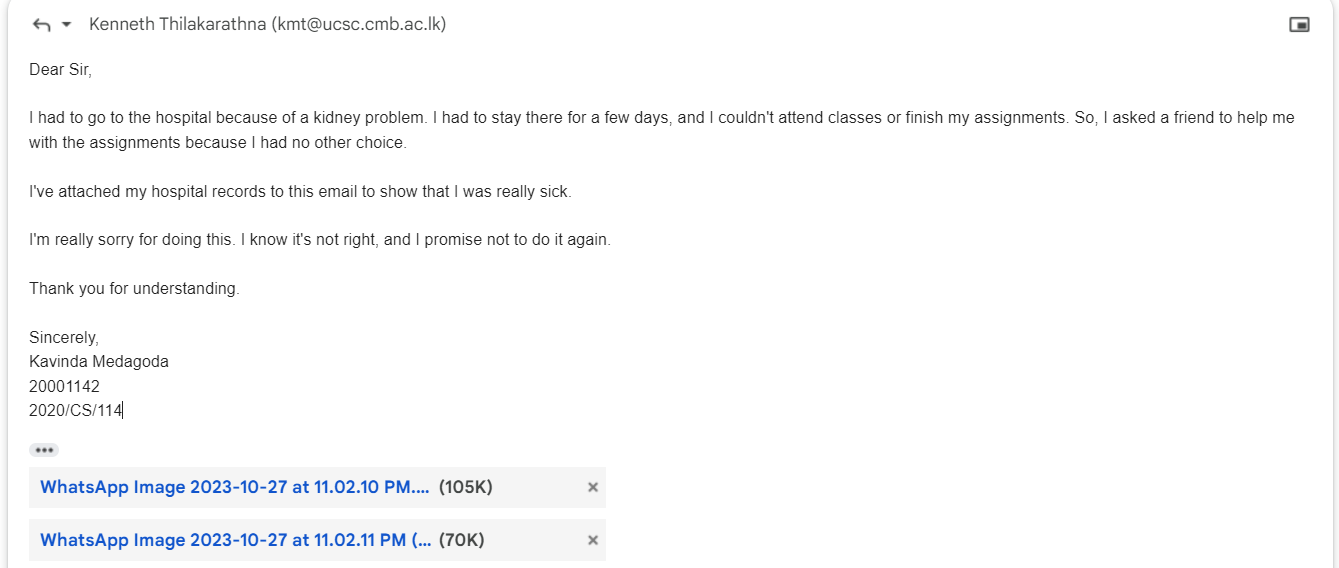 Kenneth Thilakarathna (kmt@ucsc.cmb.ac.lk)
Dear Sir,
I had to go to the hospital because of a kidney problem. I had to stay there for a few days, and I couldn't attend classes or finish my assignments. So, I asked a friend to help me
with the assignments because I had no other choice.
I've attached my hospital records to this email to show that I was really sick.
I'm really sorry for doing this. I know it's not right, and I promise not to do it again.
Thank you for understanding.
Sincerely,
Kavinda Medagoda
20001142
2020/CS/114
WhatsApp Image 2023-10-27 at 11.02.10 PM.... (105K)
WhatsApp Image 2023-10-27 at 11.02.11 PM (... (70K)